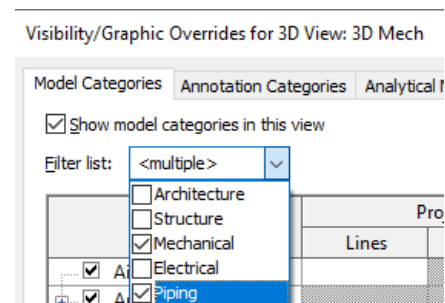 Visibility/Graphic Overrides for 3D View: 3D Mech
Model Categories Annotation Categories Analytical
Show model categories in this view
Filter list: <multiple>
Architecture
Structure
Mechanical
Electrical
Piping
Lines